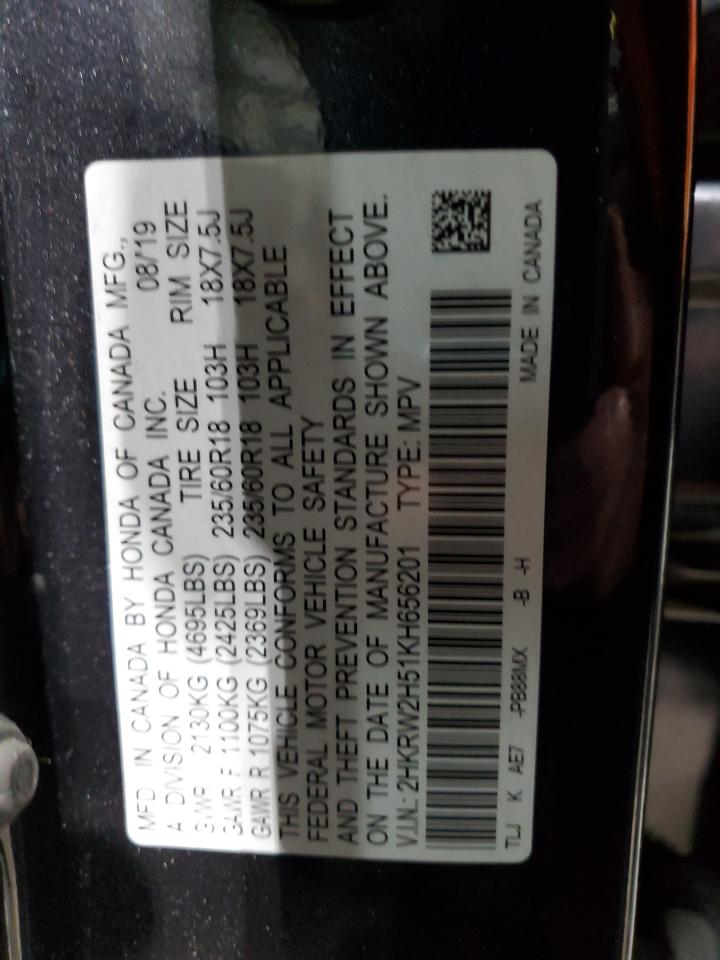 MFD IN CANADA BY HONDA OF CANADA MFG.,
A DIVISION OF HONDA CANADA INC. 08/19
GVWR 2130KG (4695LBS) TIRE SIZE RIM SIZE
GAWR F 1100KG (2425LBS) 235/60R18 103H 18X7.5J
GAWR R 1075KG (2369LBS) 235/60R18 103H 18X7.5J
THIS VEHICLE CONFORMS TO ALL APPLICABLE
FEDERAL MOTOR VEHICLE SAFETY
AND THEFT PREVENTION STANDARDS IN EFFECT
ON THE DATE OF MANUFACTURE SHOWN ABOVE.
V.I.N.: 2HKRW2H51KH656201 TYPE: MPV
TLJ K AE7 -PB88MX -B -H MADE IN CANADA